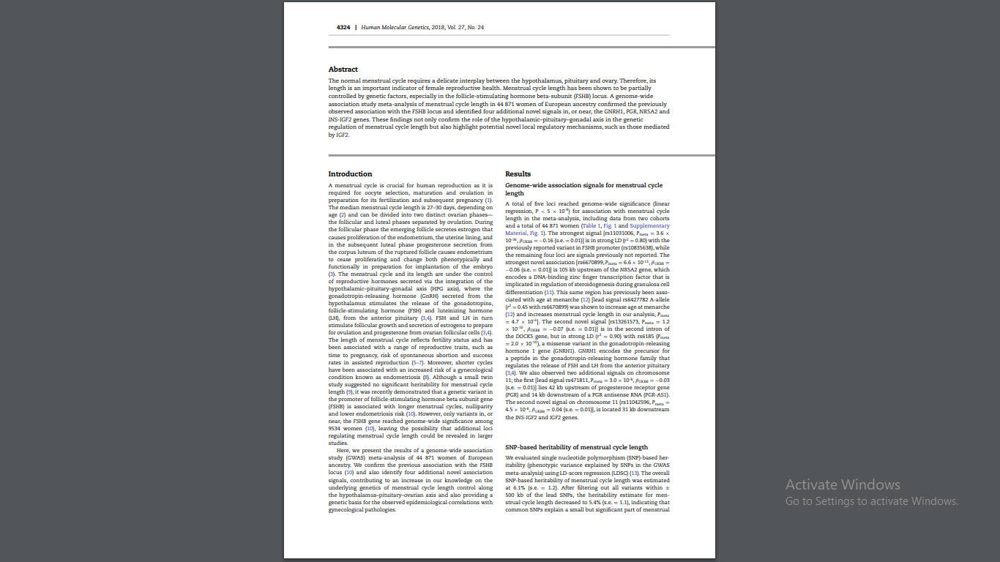 4324 | Human Molecular Genetics, 2018, Vol. 27, No. 24
Abstract
The normal menstrual cycle requires a delicate interplay between the hypothalamus, pituitary and ovary. Therefore, its
length is an important indicator of female reproductive health. Menstrual cycle length has been shown to be partially
controlled by genetic factors, especially in the follicle-stimulating hormone beta-subunit (FSHB) locus. A genome-wide
association study meta-analysis of menstrual cycle length in 44 871 women of European ancestry confirmed the previously
observed association with the FSHB locus and identified four additional novel signals in, or near, the GNRH1, PGR, NR5A2 and
INS-IGF2 genes. These findings not only confirm the role of the hypothalamic–pituitary–gonadal axis in the genetic
regulation of menstrual cycle length but also highlight potential novel local regulatory mechanisms, such as those mediated
by IGF2.
Introduction
A menstrual cycle is crucial for human reproduction as it is
required for oocyte selection, maturation and ovulation in
preparation for its fertilization and subsequent pregnancy (1).
The median menstrual cycle length is 27–30 days, depending on
age (2) and can be divided into two distinct ovarian phases—
the follicular and luteal phases separated by ovulation. During
the follicular phase the emerging follicle secretes estrogen that
causes proliferation of the endometrium, the uterine lining, and
in the subsequent luteal phase progesterone secretion from
the corpus luteum of the ruptured follicle causes endometrium
to cease proliferating and change both phenotypically and
functionally in preparation for implantation of the embryo
(3). The menstrual cycle and its length are under the control
of reproductive hormones secreted via the integration of the
hypothalamic–pituitary–gonadal axis (HPG axis), where the
gonadotropin-releasing hormone (GnRH) secreted from the
hypothalamus stimulates the release of the gonadotropins,
follicle-stimulating hormone (FSH) and luteinizing hormone
(LH), from the anterior pituitary (3,4). FSH and LH in turn
stimulate follicular growth and secretion of estrogens to prepare
for ovulation and progesterone from ovarian follicular cells (3,4).
The length of menstrual cycle reflects fertility status and has
been associated with a range of reproductive traits, such as
time to pregnancy, risk of spontaneous abortion and success
rates in assisted reproduction (5–7). Moreover, shorter cycles
have been associated with an increased risk of a gynecological
condition known as endometriosis (8). Although a small twin
study suggested no significant heritability for menstrual cycle
length (9), it was recently demonstrated that a genetic variant in
the promoter of follicle-stimulating hormone beta subunit gene
(FSHB) is associated with longer menstrual cycles, nulliparity
and lower endometriosis risk (10). However, only variants in, or
near, the FSHB gene reached genome-wide significance among
9534 women (10), leaving the possibility that additional loci
regulating menstrual cycle length could be revealed in larger
studies.
Here, we present the results of a genome-wide association
study (GWAS) meta-analysis of 44 871 women of European
ancestry. We confirm the previous association with the FSHB
locus (10) and also identify four additional novel association
signals, contributing to an increase in our knowledge on the
underlying genetics of menstrual cycle length control along
the hypothalamus–pituitary–ovarian axis and also providing a
genetic basis for the observed epidemiological correlations with
gynecological pathologies.
Results
Genome-wide association signals for menstrual cycle
length
A total of five loci reached genome-wide significance (linear
regression, P < 5 × 10⁻⁸) for association with menstrual cycle
length in the meta-analysis, including data from two cohorts
and a total of 44 871 women (Table 1, Fig. 1 and Supplementary
Material, Fig. 1). The strongest signal [rs11031006, Pmeta = 3.6 ×
10⁻³⁶, βUKBB = −0.16 (s.e. = 0.01)] is in strong LD (r² = 0.80) with the
previously reported variant in FSHB promoter (rs10835638), while
the remaining four loci are signals previously not reported. The
strongest novel association [rs6670899, Pmeta = 6.6 × 10⁻¹³, βUKBB =
−0.06 (s.e. = 0.01)] is 105 kb upstream of the NR5A2 gene, which
encodes a DNA-binding zinc finger transcription factor that is
implicated in regulation of steroidogenesis during granulosa cell
differentiation (11). This same region has previously been asso-
ciated with age at menarche (12) [lead signal rs6427782 A-allele
(r² = 0.45 with rs6670899) was shown to increase age at menarche
(12) and increases menstrual cycle length in our analysis, Pmeta
= 4.7 × 10⁻⁶]. The second novel signal [rs13261573, Pmeta = 1.2
× 10⁻¹⁰, βUKBB = −0.07 (s.e. = 0.01)] is in the second intron of
the DOCK5 gene, but in strong LD (r² = 0.90) with rs6185 (Pmeta
= 2.0 × 10⁻¹⁰), a missense variant in the gonadotropin-releasing
hormone 1 gene (GNRH1). GNRH1 encodes the precursor for
a peptide in the gonadotropin-releasing hormone family that
regulates the release of FSH and LH from the anterior pituitary
(3,4). We also observed two additional signals on chromosome
11; the first [lead signal rs471811, Pmeta = 3.0 × 10⁻⁹, βUKBB = −0.03
(s.e. = 0.01)] lies 42 kb upstream of progesterone receptor gene
(PGR) and 14 kb downstream of a PGR antisense RNA (PGR-AS1).
The second novel signal on chromosome 11 [rs11042596, Pmeta =
4.5 × 10⁻⁸, βUKBB = 0.04 (s.e. = 0.01)], is located 31 kb downstream
the INS-IGF2 and IGF2 genes.
SNP-based heritability of menstrual cycle length
We evaluated single nucleotide polymorphism (SNP)-based her-
itability (phenotypic variance explained by SNPs in the GWAS
meta-analysis) using LD-score regression (LDSC) (13). The overall
SNP-based heritability of menstrual cycle length was estimated
at 6.1% (s.e. = 1.2). After filtering out all variants within ±
500 kb of the lead SNPs, the heritability estimate for men-
strual cycle length decreased to 5.4% (s.e. = 1.1), indicating that
common SNPs explain a small but significant part of menstrual
Activate Windows
Go to Settings to activate Windows.